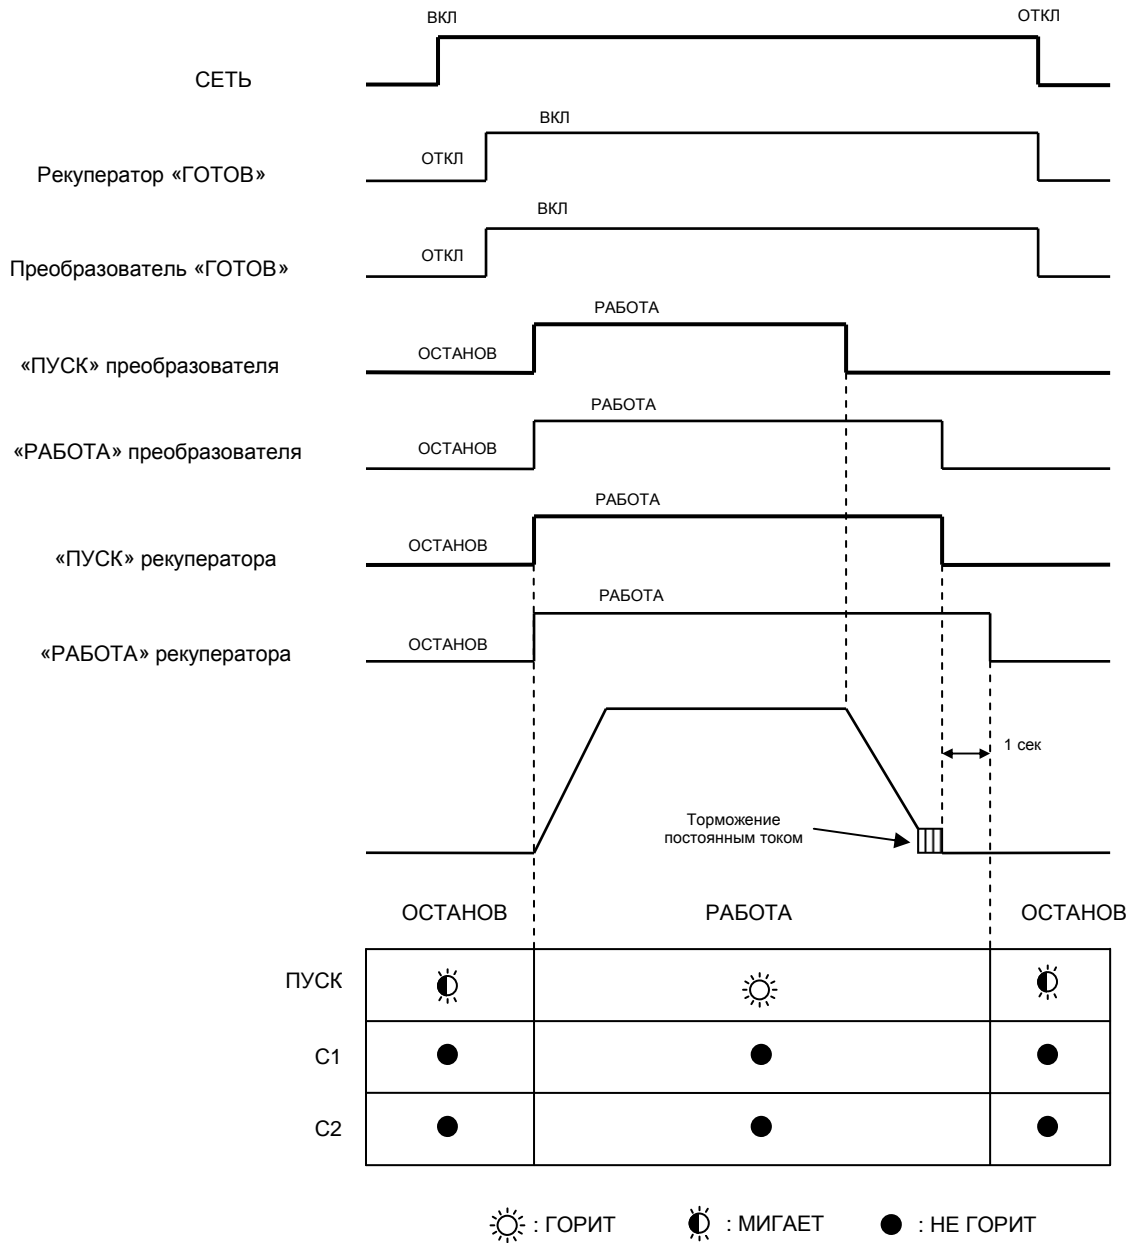 ВКЛ
ОТКЛ
СЕТЬ
ВКЛ
ОТКЛ
Рекуператор «ГОТОВ»
ВКЛ
ОТКЛ
Преобразователь «ГОТОВ»
РАБОТА
ОСТАНОВ
«ПУСК» преобразователя
РАБОТА
ОСТАНОВ
«РАБОТА» преобразователя
РАБОТА
ОСТАНОВ
«ПУСК» рекуператора
РАБОТА
ОСТАНОВ
«РАБОТА» рекуператора
1 сек
Торможение
постоянным током
ОСТАНОВ РАБОТА ОСТАНОВ
ПУСК
С1
С2
: ГОРИТ : МИГАЕТ : НЕ ГОРИТ